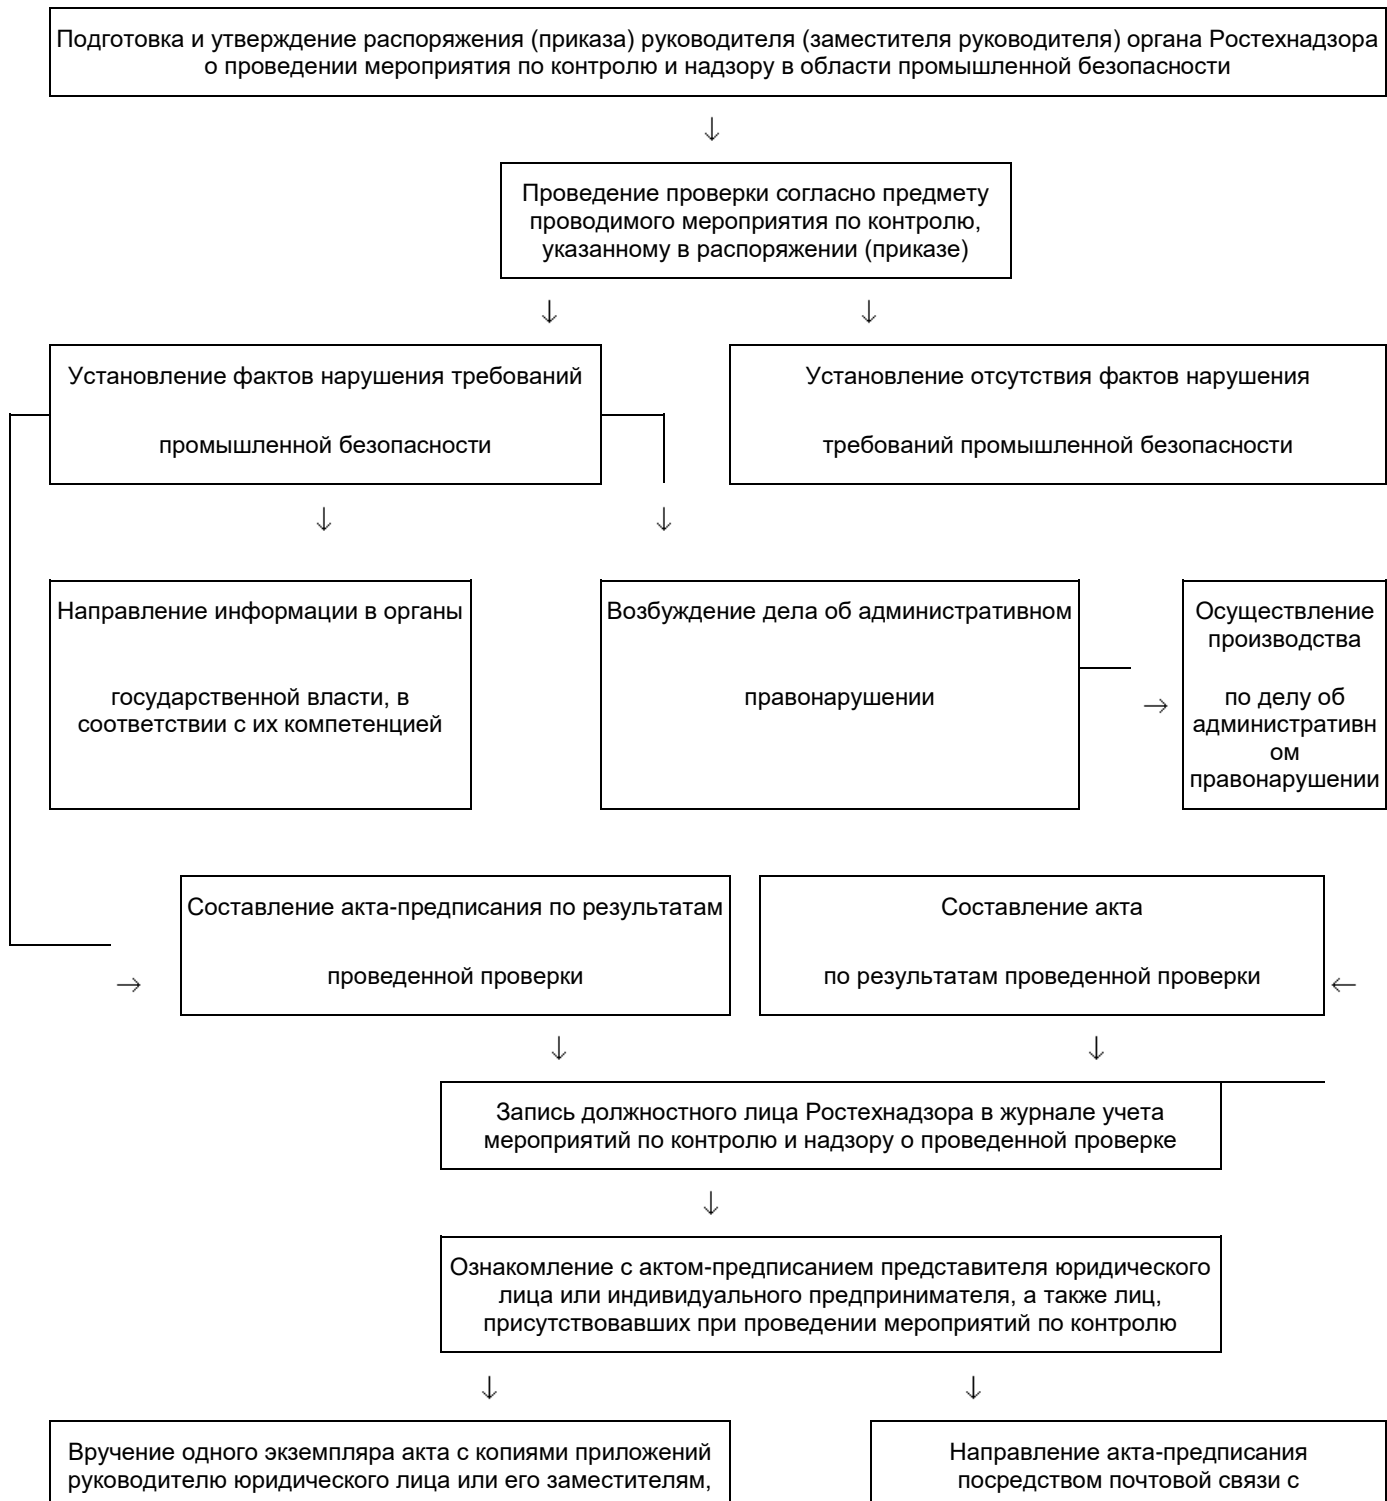 Подготовка и утверждение распоряжения (приказа) руководителя (заместителя руководителя) органа Ростехнадзора
о проведении мероприятия по контролю и надзору в области промышленной безопасности
↓
Проведение проверки согласно предмету
проводимого мероприятия по контролю,
указанному в распоряжении (приказе)
↓ ↓
Установление фактов нарушения требований
промышленной безопасности
Установление отсутствия фактов нарушения
требований промышленной безопасности
↓ ↓
Направление информации в органы
государственной власти, в
соответствии с их компетенцией
Возбуждение дела об административном
правонарушении
→
Осуществление
производства
по делу об
административн
ом
правонарушении
→
Составление акта-предписания по результатам
проведенной проверки
Составление акта
по результатам проведенной проверки
←
↓ ↓
Запись должностного лица Ростехнадзора в журнале учета
мероприятий по контролю и надзору о проведенной проверке
↓
Ознакомление с актом-предписанием представителя юридического
лица или индивидуального предпринимателя, а также лиц,
присутствовавших при проведении мероприятий по контролю
↓ ↓
Вручение одного экземпляра акта с копиями приложений
руководителю юридического лица или его заместителям,
Направление акта-предписания
посредством почтовой связи с